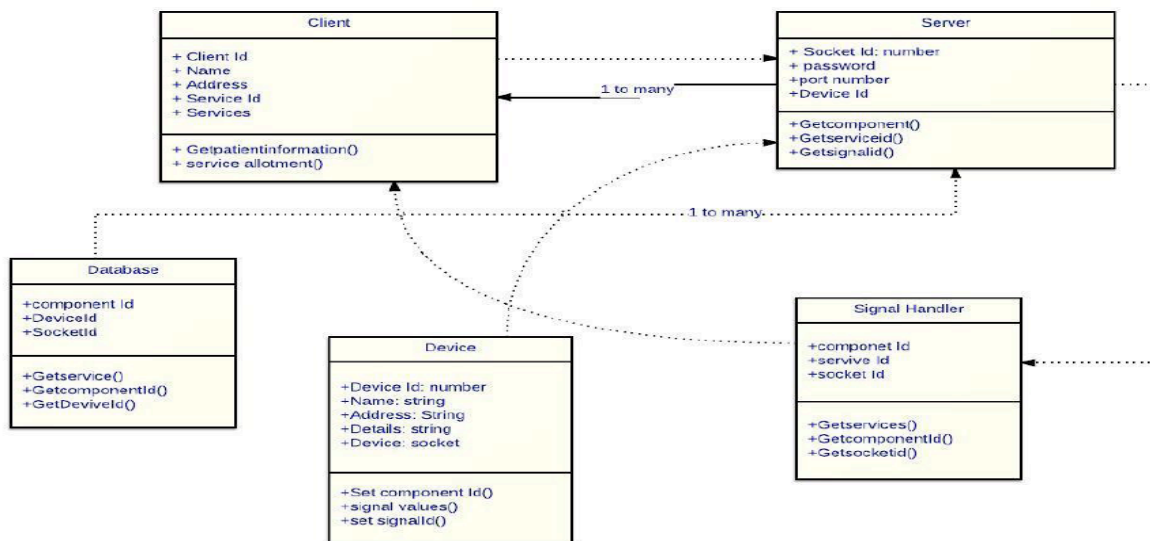 Client
+ Client Id
+ Name
+ Address
+ Service Id
+ Services
+ Getpatientinformation()
+ service allotment()
Server
+ Socket Id: number
+ password
+port number
+Device Id
+Getcomponent()
+Getserviceid()
+Getsignalid()
1 to many
1 to many
Database
+component Id
+DeviceId
+SocketId
+Getservice()
+GetcomponentId()
+GetDeviveId()
Device
+Device Id: number
+Name: string
+Address: String
+Details: string
+Device: socket
+Set component Id()
+signal values()
+set signalId()
Signal Handler
+componet Id
+servive Id
+socket Id
+Getservices()
+GetcomponentId()
+Getsocketid()